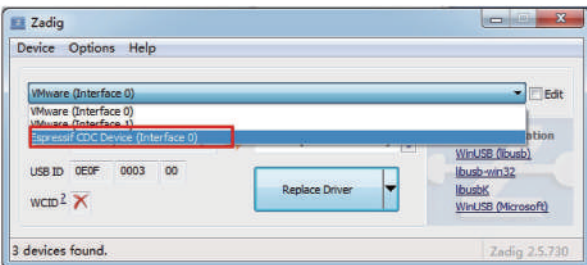 Zadig
X
Device Options Help
VMware (Interface 0)
Edit
VMware (Interface 0)
VMware (Interface 1)
Espressif CDC Device (Interface 0)
WinUSB (libusb)
libusb-win32
libusbK
WinUSB (Microsoft)
USB ID 0E0F 0003 00
WCID 2
Replace Driver
3 devices found.
Zadig 2.5.730